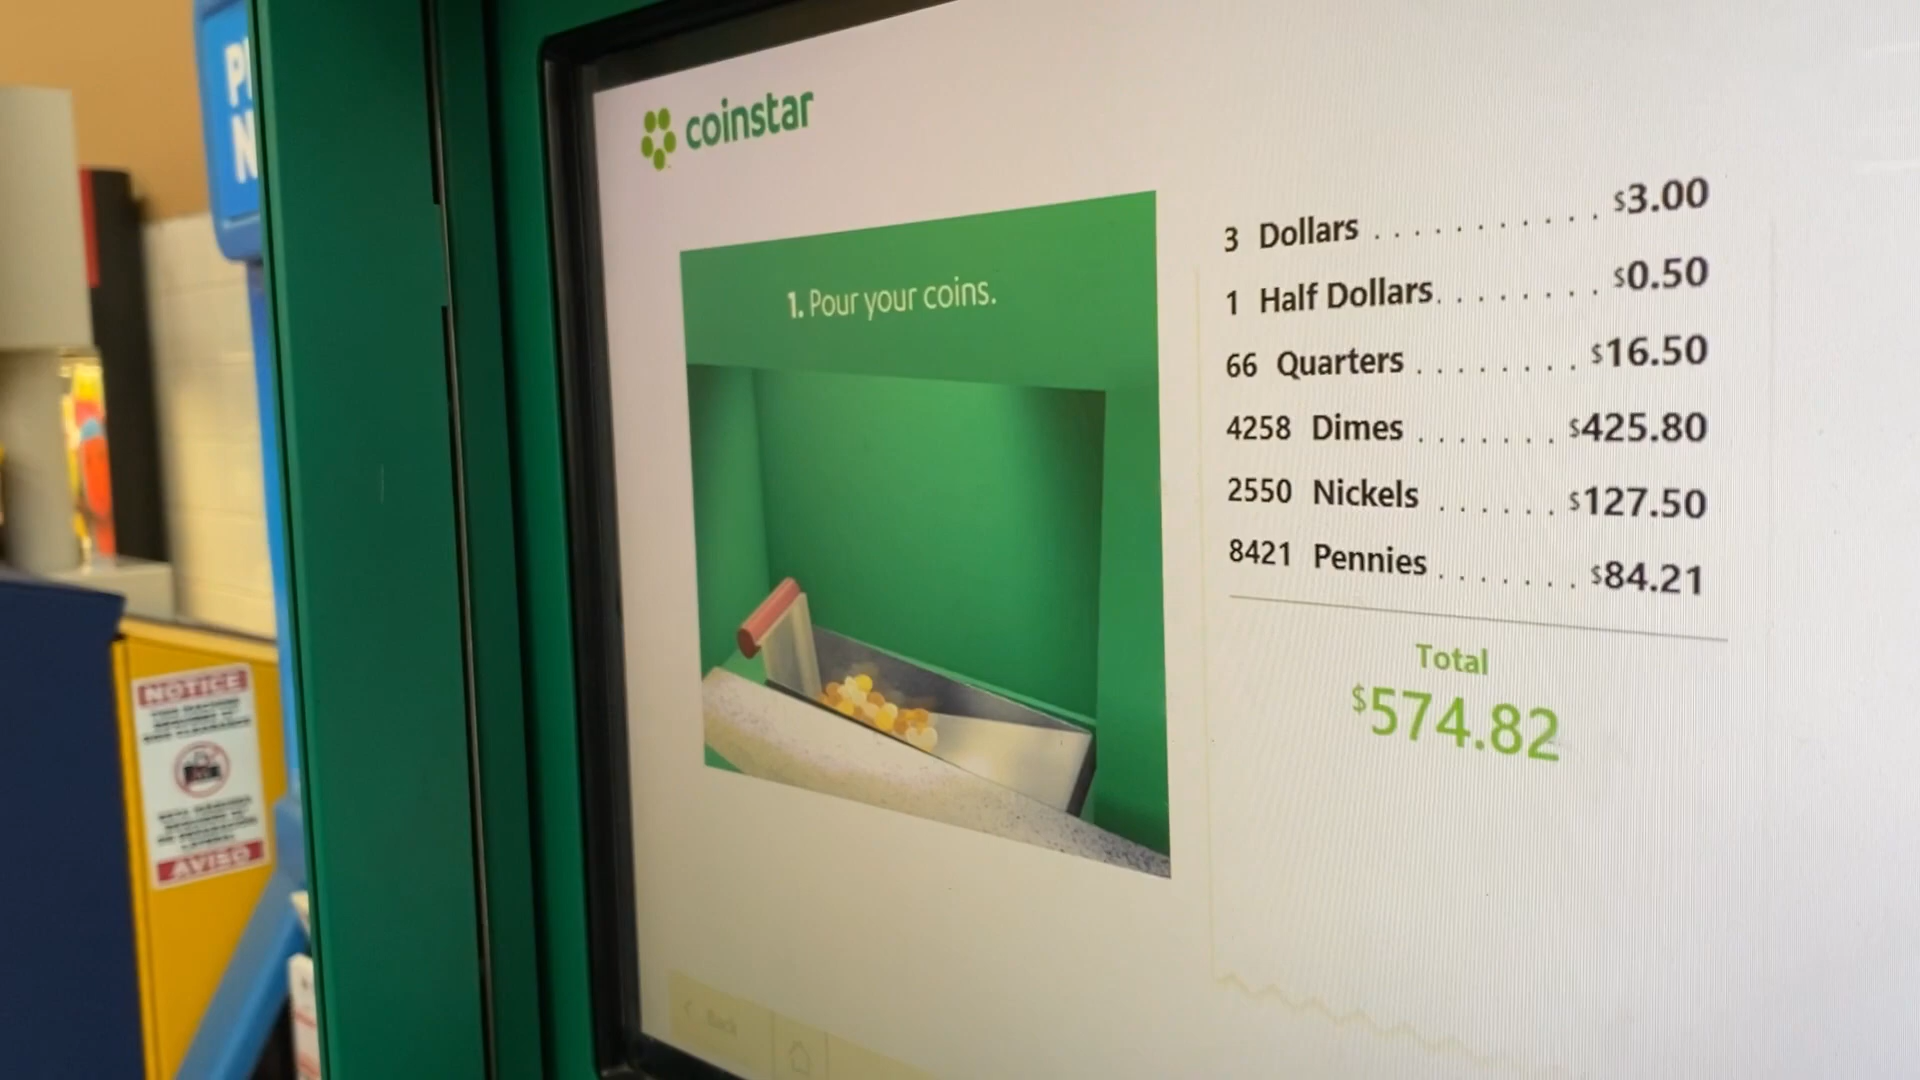 coinstar
1. Pour your coins.
3 Dollars . . . . . . . . . . $3.00
1 Half Dollars. . . . . . . . $0.50
66 Quarters . . . . . . . . $16.50
4258 Dimes . . . . . . . $425.80
2550 Nickels . . . . . . $127.50
8421 Pennies . . . . . . . $84.21
Total
$574.82
Back
NOTICE
AVISO